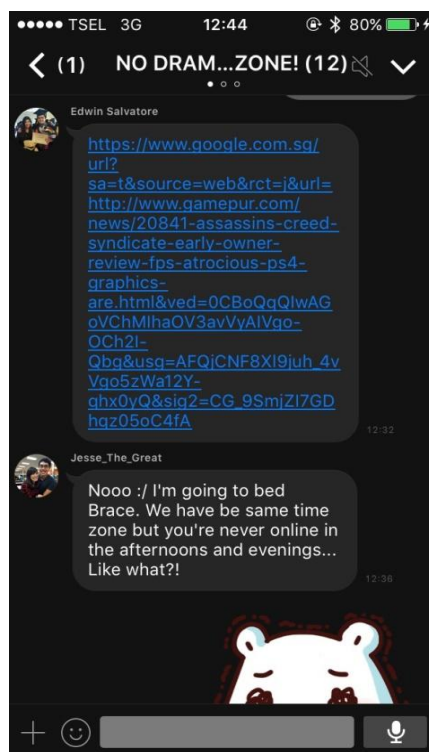 TSEL 3G 12:44 80%
(1) NO DRAM...ZONE! (12)
Edwin Salvatore
https://www.google.com.sg/
url?
sa=t&source=web&rct=j&url=
http://www.gamepur.com/
news/20841-assassins-creed-
syndicate-early-owner-
review-fps-atrocious-ps4-
graphics-
are.html&ved=0CBoQqQIwAG
oVChMIhaOV3avVyAIVgo-
OCh2I-
Qbg&usg=AFQjCNF8XI9juh_4v
Vgo5zWa12Y-
ghx0yQ&sig2=CG_9SmjZI7GD
hgz05oC4fA
12:32
Jesse_The_Great
Nooo :/ I'm going to bed
Brace. We have be same time
zone but you're never online in
the afternoons and evenings...
Like what?!
12:36